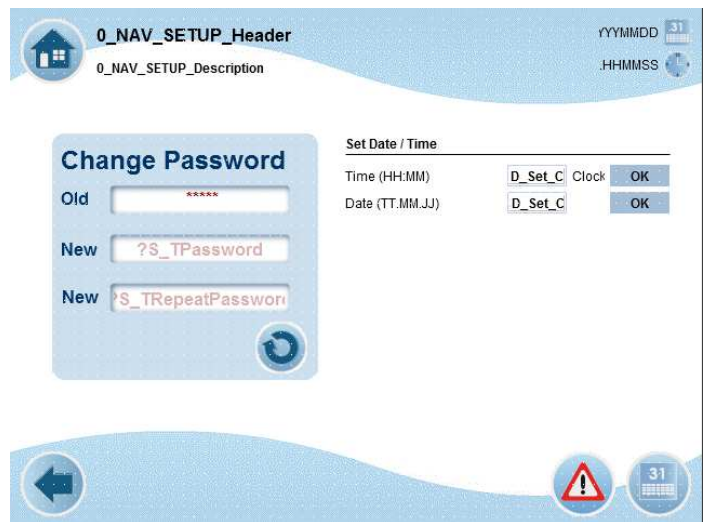 0_NAV_SETUP_Header
YYYMMDD
31
0_NAV_SETUP_Description
.HHMMSS
Change Password
Old *****
New ?S_TPassword
New ?S_TRepeatPassword
Set Date / Time
Time (HH:MM) D_Set_C Clock OK
Date (TT.MM.JJ) D_Set_C OK
31